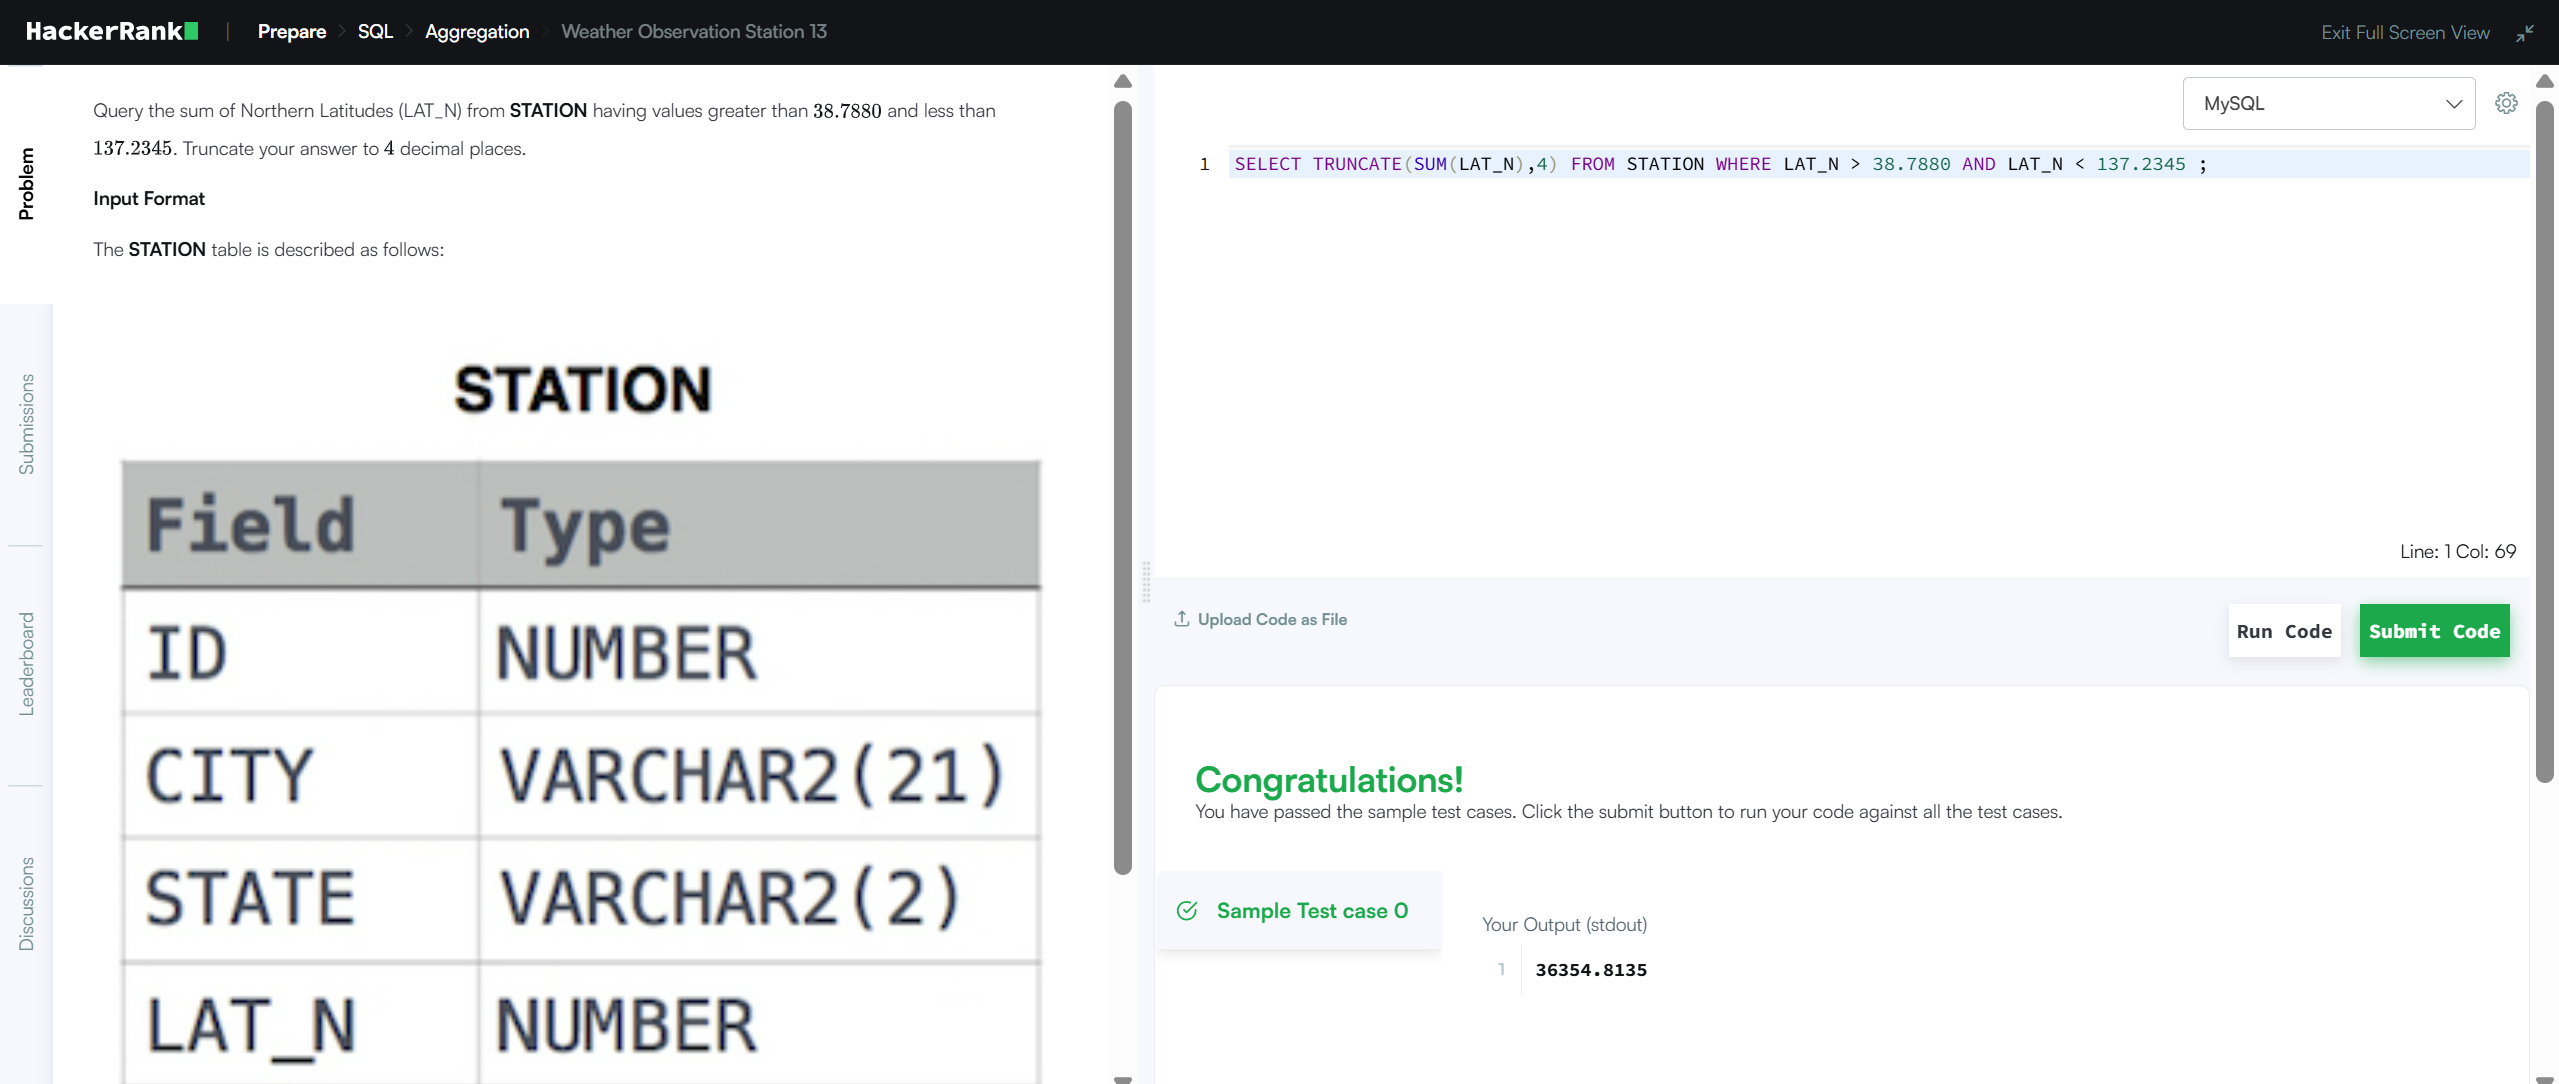 HackerRank | Prepare > SQL > Aggregation > Weather Observation Station 13
Exit Full Screen View
Problem
Submissions
Leaderboard
Discussions
Query the sum of Northern Latitudes (LAT_N) from STATION having values greater than 38.7880 and less than
137.2345. Truncate your answer to 4 decimal places.
Input Format
The STATION table is described as follows:
STATION
Field Type
ID NUMBER
CITY VARCHAR2(21)
STATE VARCHAR2(2)
LAT_N NUMBER
MySQL
1 SELECT TRUNCATE(SUM(LAT_N),4) FROM STATION WHERE LAT_N > 38.7880 AND LAT_N < 137.2345 ;
Line: 1 Col: 69
Upload Code as File
Run Code
Submit Code
Congratulations!
You have passed the sample test cases. Click the submit button to run your code against all the test cases.
Sample Test case 0
Your Output (stdout)
1 36354.8135